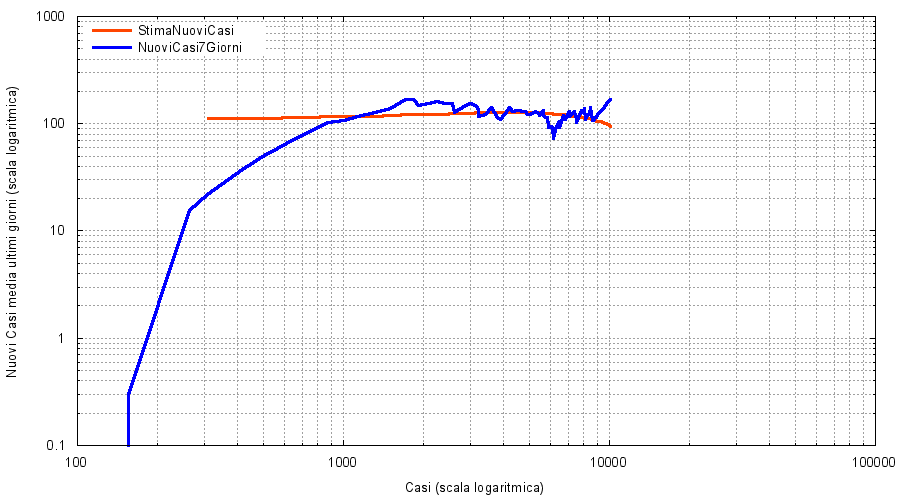 1000
StimaNuoviCasi
NuoviCasi7Giorni
100
10
1
0.1
Nuovi Casi media ultimi giorni (scala logaritmica)
100
1000
10000
100000
Casi (scala logaritmica)